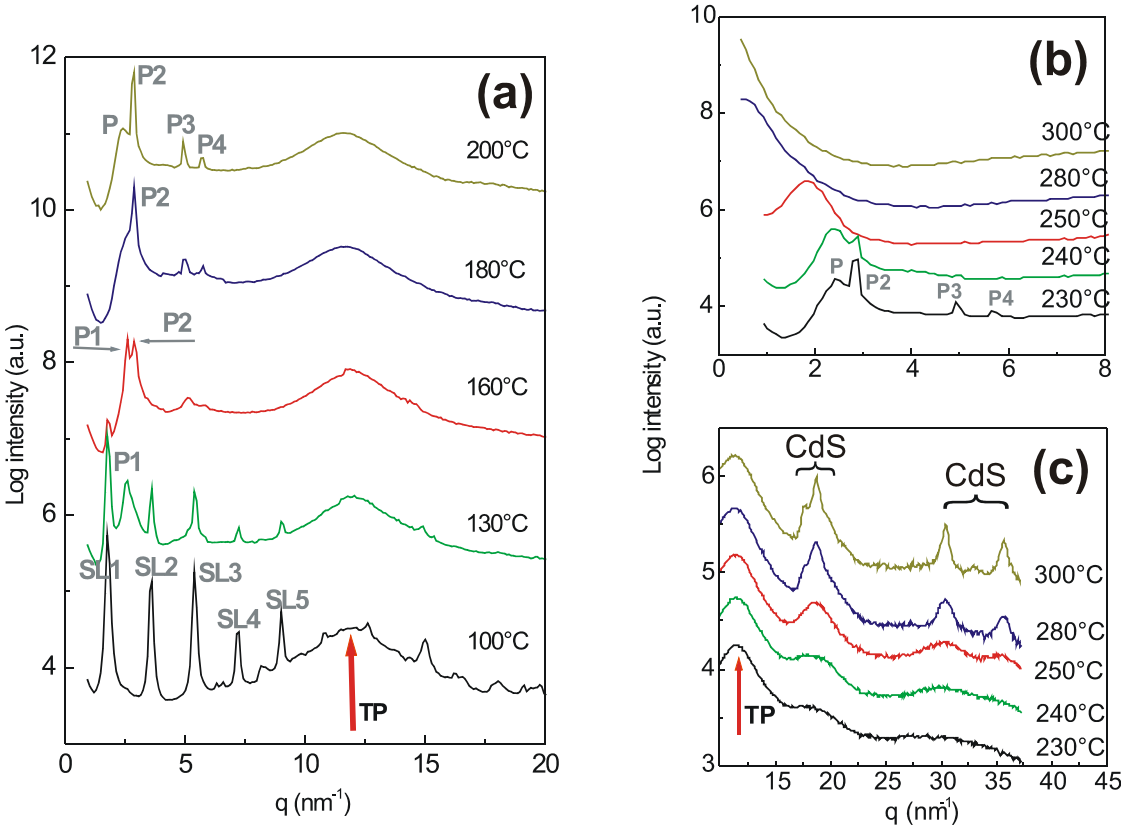 (a)
12
10
8
6
4
Log intensity (a.u.)
P2
P
P3
P4
200°C
P2
180°C
P1
P2
160°C
P1
130°C
SL1
SL2
SL3
SL4
SL5
100°C
TP
0 5 10 15 20
q (nm-1)
(b)
10
8
6
4
Log intensity (a.u.)
300°C
280°C
250°C
240°C
230°C
P
P2
P3
P4
0 2 4 6 8
(c)
6
5
4
3
CdS
CdS
300°C
280°C
250°C
240°C
230°C
TP
15 20 25 30 35 40 45
q (nm-1)